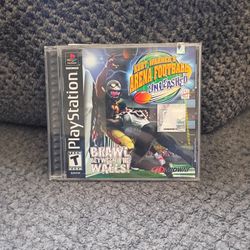 PlayStation
KURT WARNER'S
ARENA FOOTBALL
UNLEASHED
BRAWL
BETWEEN THE
WALLS!
MIDWAY
T